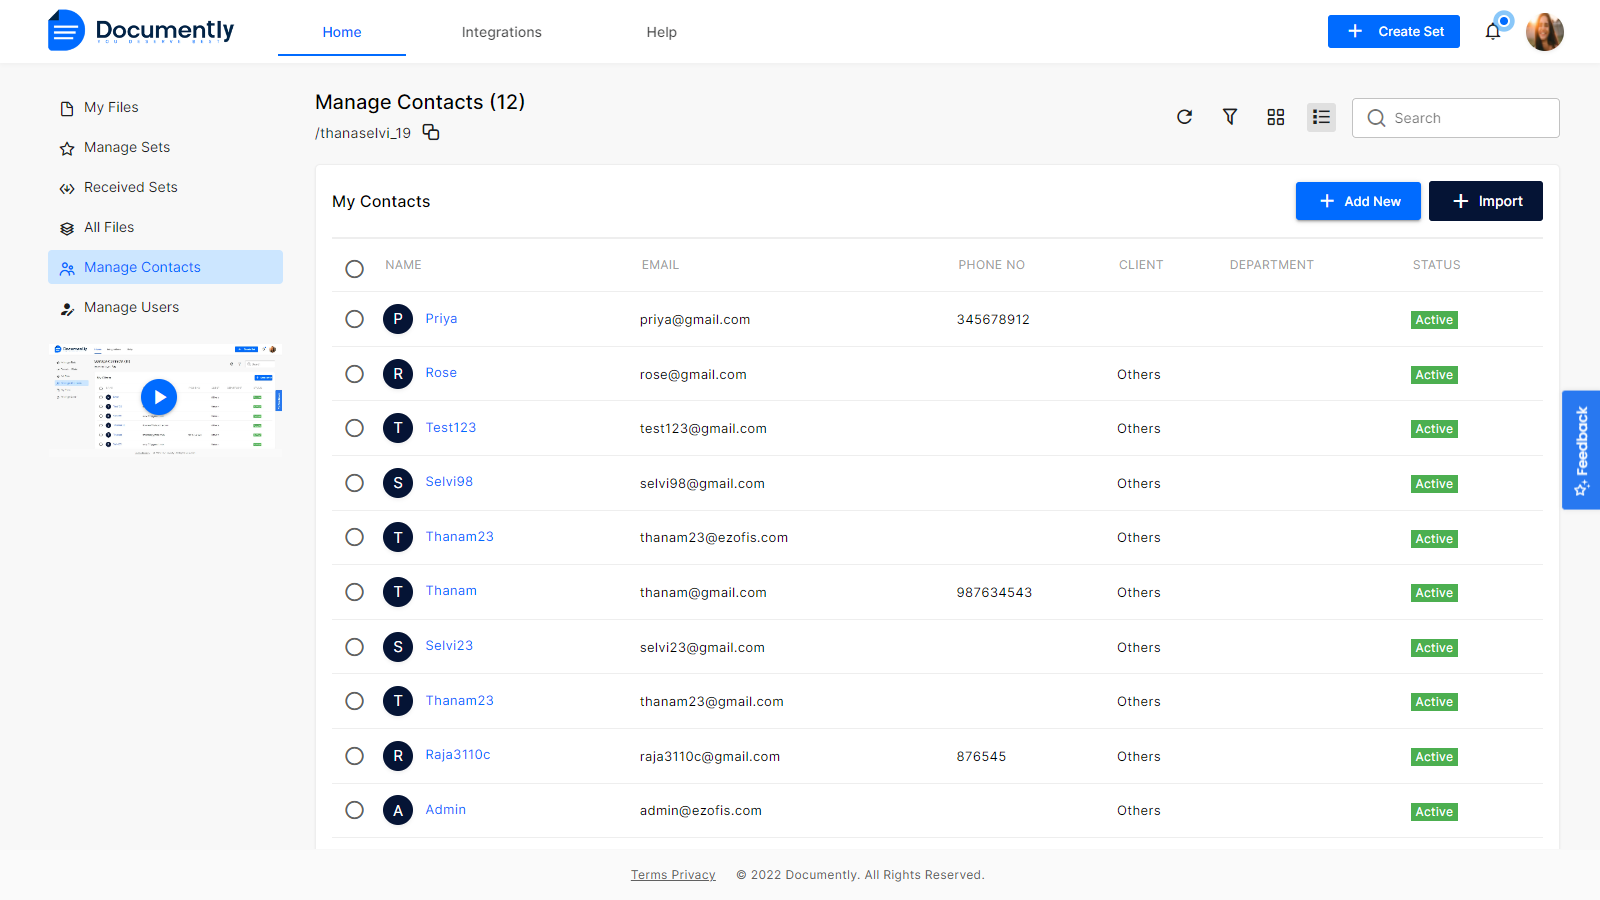 Documently
YOU DESERVE BEST
Home
Integrations
Help
Create Set
My Files
Manage Sets
Received Sets
All Files
Manage Contacts
Manage Users
Manage Contacts (12)
/thanaselvi_19
Search
My Contacts
Add New
Import
NAME EMAIL PHONE NO CLIENT DEPARTMENT STATUS
P Priya priya@gmail.com 345678912 Active
R Rose rose@gmail.com Others Active
T Test123 test123@gmail.com Others Active
S Selvi98 selvi98@gmail.com Others Active
T Thanam23 thanam23@ezofis.com Others Active
T Thanam thanam@gmail.com 987634543 Others Active
S Selvi23 selvi23@gmail.com Others Active
T Thanam23 thanam23@gmail.com Others Active
R Raja3110c raja3110c@gmail.com 876545 Others Active
A Admin admin@ezofis.com Others Active
Feedback
Documently
Terms Privacy © 2022 Documently. All Rights Reserved.